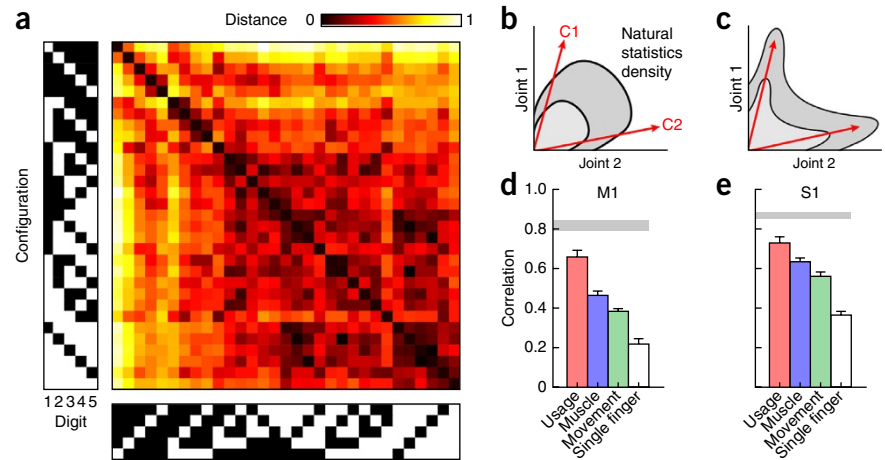 a
Distance 0 1
Configuration
1 2 3 4 5
Digit
b
C1
Natural
statistics
density
Joint 1
C2
Joint 2
c
Joint 1
Joint 2
d
M1
1.0
0.8
0.6
0.4
0.2
0
Correlation
Usage
Muscle
Movement
Single finger
e
S1
Usage
Muscle
Movement
Single finger